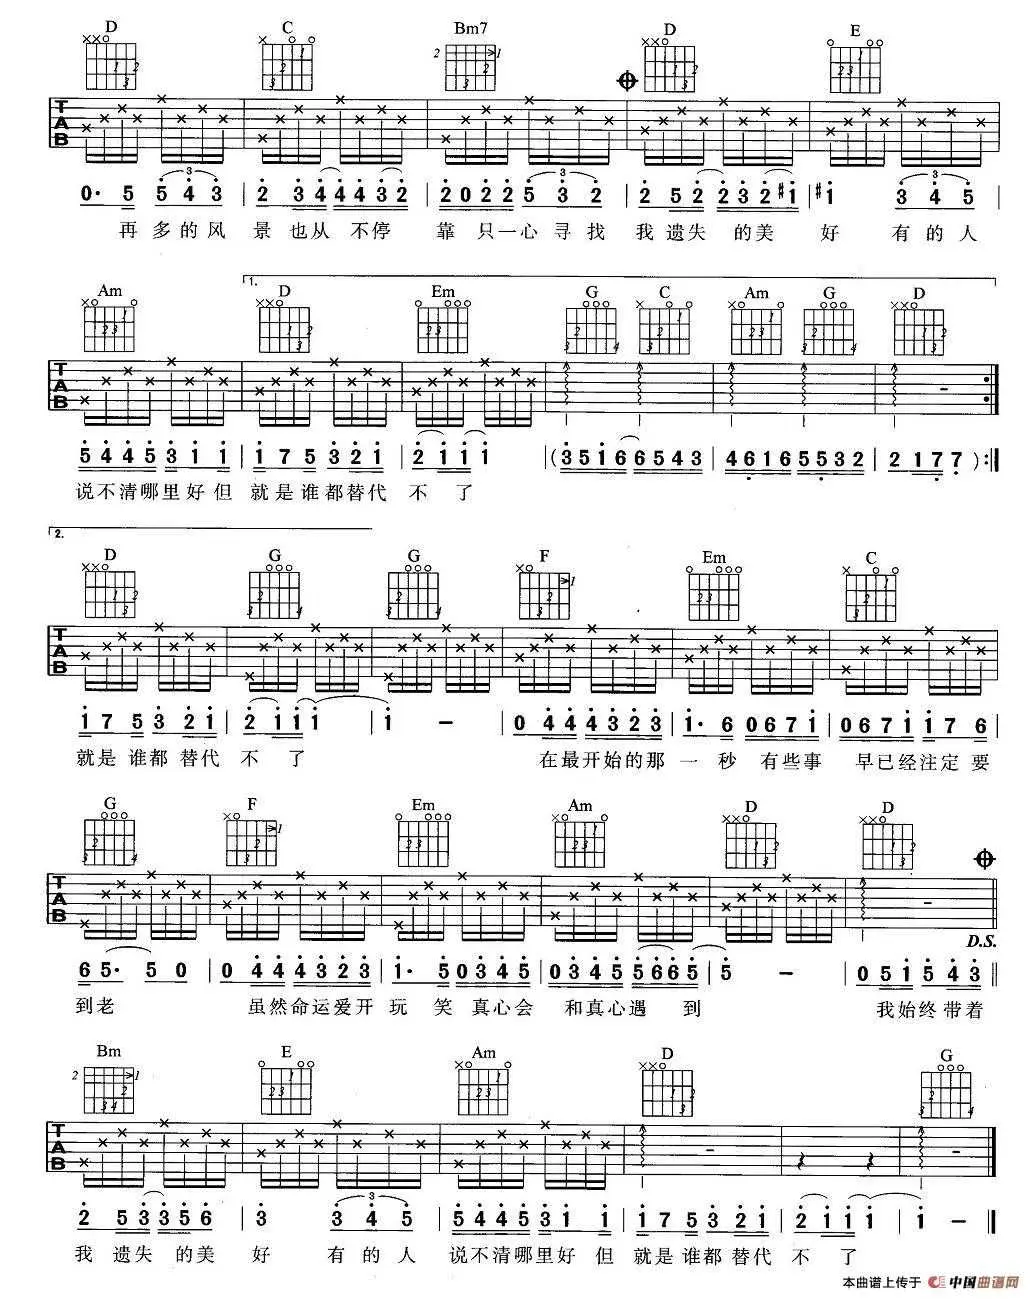 D C Bm7 D E
0· 5 5 4 3 2 3 4 4 4 3 2 2 0 2 2 5 3 2 2 5 2 2 3 2 #1 #1 3 4 5
再多的风 景也从 不停 靠 只一心寻找 我遗失的美 好 有的人
1.
Am D Em G C Am G D
5 4 4 5 3 1 1 1 7 5 3 2 1 2 1 1 1 (3 5 1 6 6 5 4 3 4 6 1 6 5 5 3 2 2 1 7 7)
说不清哪里好但 就是谁都替代 不 了
2.
D G G F Em C
1 7 5 3 2 1 2 1 1 1 1 – 0 4 4 4 3 2 3 1· 6 0 6 7 1 0 6 7 1 1 7 6
就是谁都 替代 不 了 在最开始的那 一 秒 有些事 早已经注定要
G F Em Am D D
D.S.
6 5· 5 0 0 4 4 4 3 2 3 1· 5 0 3 4 5 0 3 4 5 5 6 6 5 5 – 0 5 1 5 4 3
到老 虽然命运爱开 玩 笑 真心会 和真心遇 到 我始终带着
Bm E Am D G
2 5 3 3 5 6 3 3 4 5 5 4 4 5 3 1 1 1 7 5 3 2 1 2 1 1 1 1 –
我 遗失 的美 好 有的人 说不清哪里好 但 就是谁都替代 不 了
本曲谱上传于 中国曲谱网